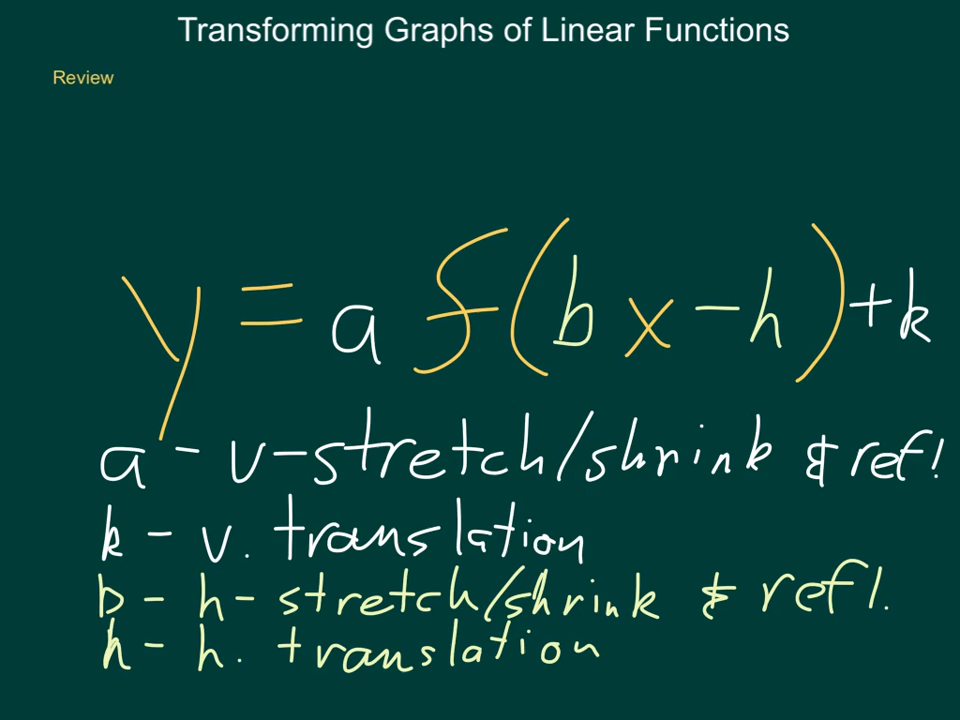 Transforming Graphs of Linear Functions
Review
y = a f(bx-h)+k
a - v-stretch/shrink & refl
k - v. translation
b - h-stretch/shrink & refl.
h - h. translation